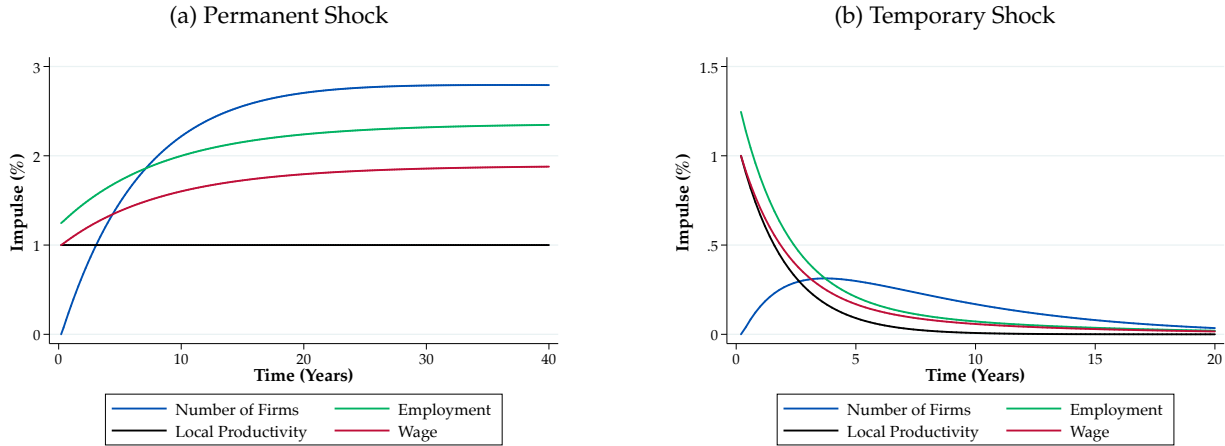 (a) Permanent Shock
3
2
1
0
Impulse (%)
0 10 20 30 40
Time (Years)
Number of Firms Employment
Local Productivity Wage
(b) Temporary Shock
1.5
1
.5
0
Impulse (%)
0 5 10 15 20
Time (Years)
Number of Firms Employment
Local Productivity Wage